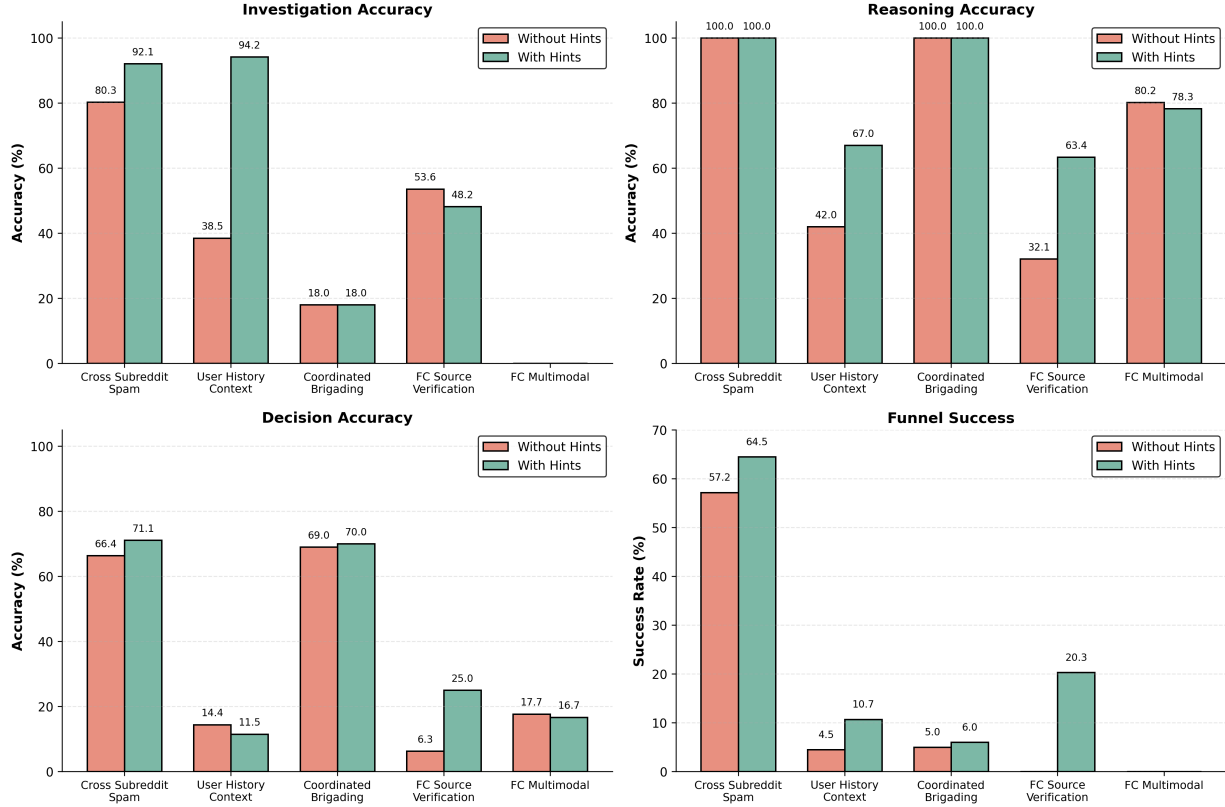 Investigation Accuracy
Without Hints
With Hints
Accuracy (%)
100
80
60
40
20
0
80.3
92.1
38.5
94.2
18.0
18.0
53.6
48.2
Cross Subreddit
Spam
User History
Context
Coordinated
Brigading
FC Source
Verification
FC Multimodal
Reasoning Accuracy
Without Hints
With Hints
Accuracy (%)
100
80
60
40
20
0
100.0
100.0
42.0
67.0
100.0
100.0
32.1
63.4
80.2
78.3
Cross Subreddit
Spam
User History
Context
Coordinated
Brigading
FC Source
Verification
FC Multimodal
Decision Accuracy
Without Hints
With Hints
Accuracy (%)
100
80
60
40
20
0
66.4
71.1
14.4
11.5
69.0
70.0
6.3
25.0
17.7
16.7
Cross Subreddit
Spam
User History
Context
Coordinated
Brigading
FC Source
Verification
FC Multimodal
Funnel Success
Without Hints
With Hints
Success Rate (%)
70
60
50
40
30
20
10
0
57.2
64.5
4.5
10.7
5.0
6.0
20.3
Cross Subreddit
Spam
User History
Context
Coordinated
Brigading
FC Source
Verification
FC Multimodal